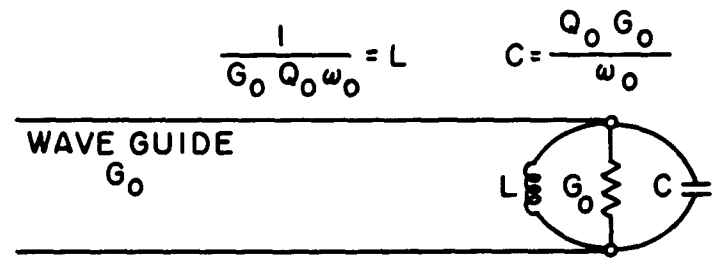 1/(G₀ Q₀ ω₀) = L
C = Q₀ G₀/ω₀
WAVE GUIDE
G₀
L G₀ C